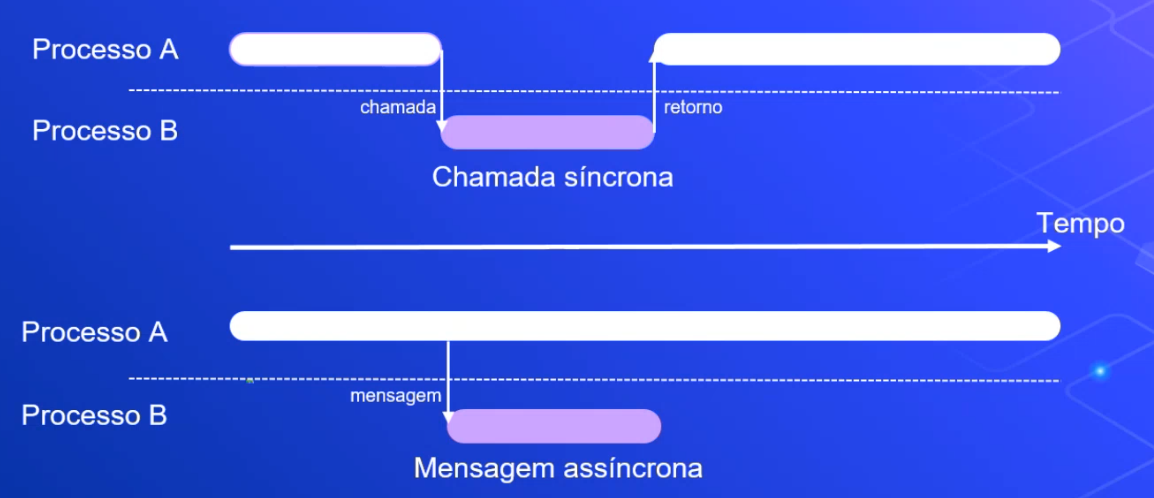 Processo A
chamada
retorno
Processo B
Chamada síncrona
Tempo
Processo A
mensagem
Processo B
Mensagem assíncrona